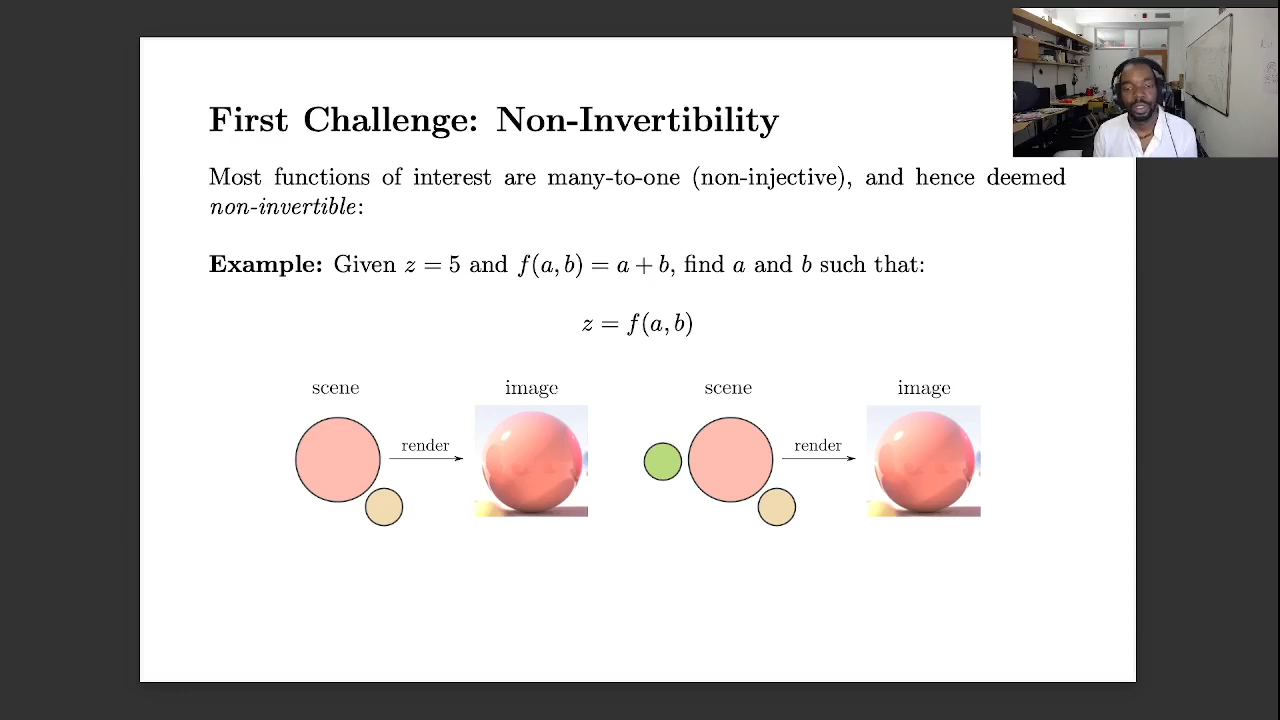 First Challenge: Non-Invertibility
Most functions of interest are many-to-one (non-injective), and hence deemed
non-invertible:
Example: Given z = 5 and f(a, b) = a + b, find a and b such that:
z = f(a, b)
scene image scene image
render render